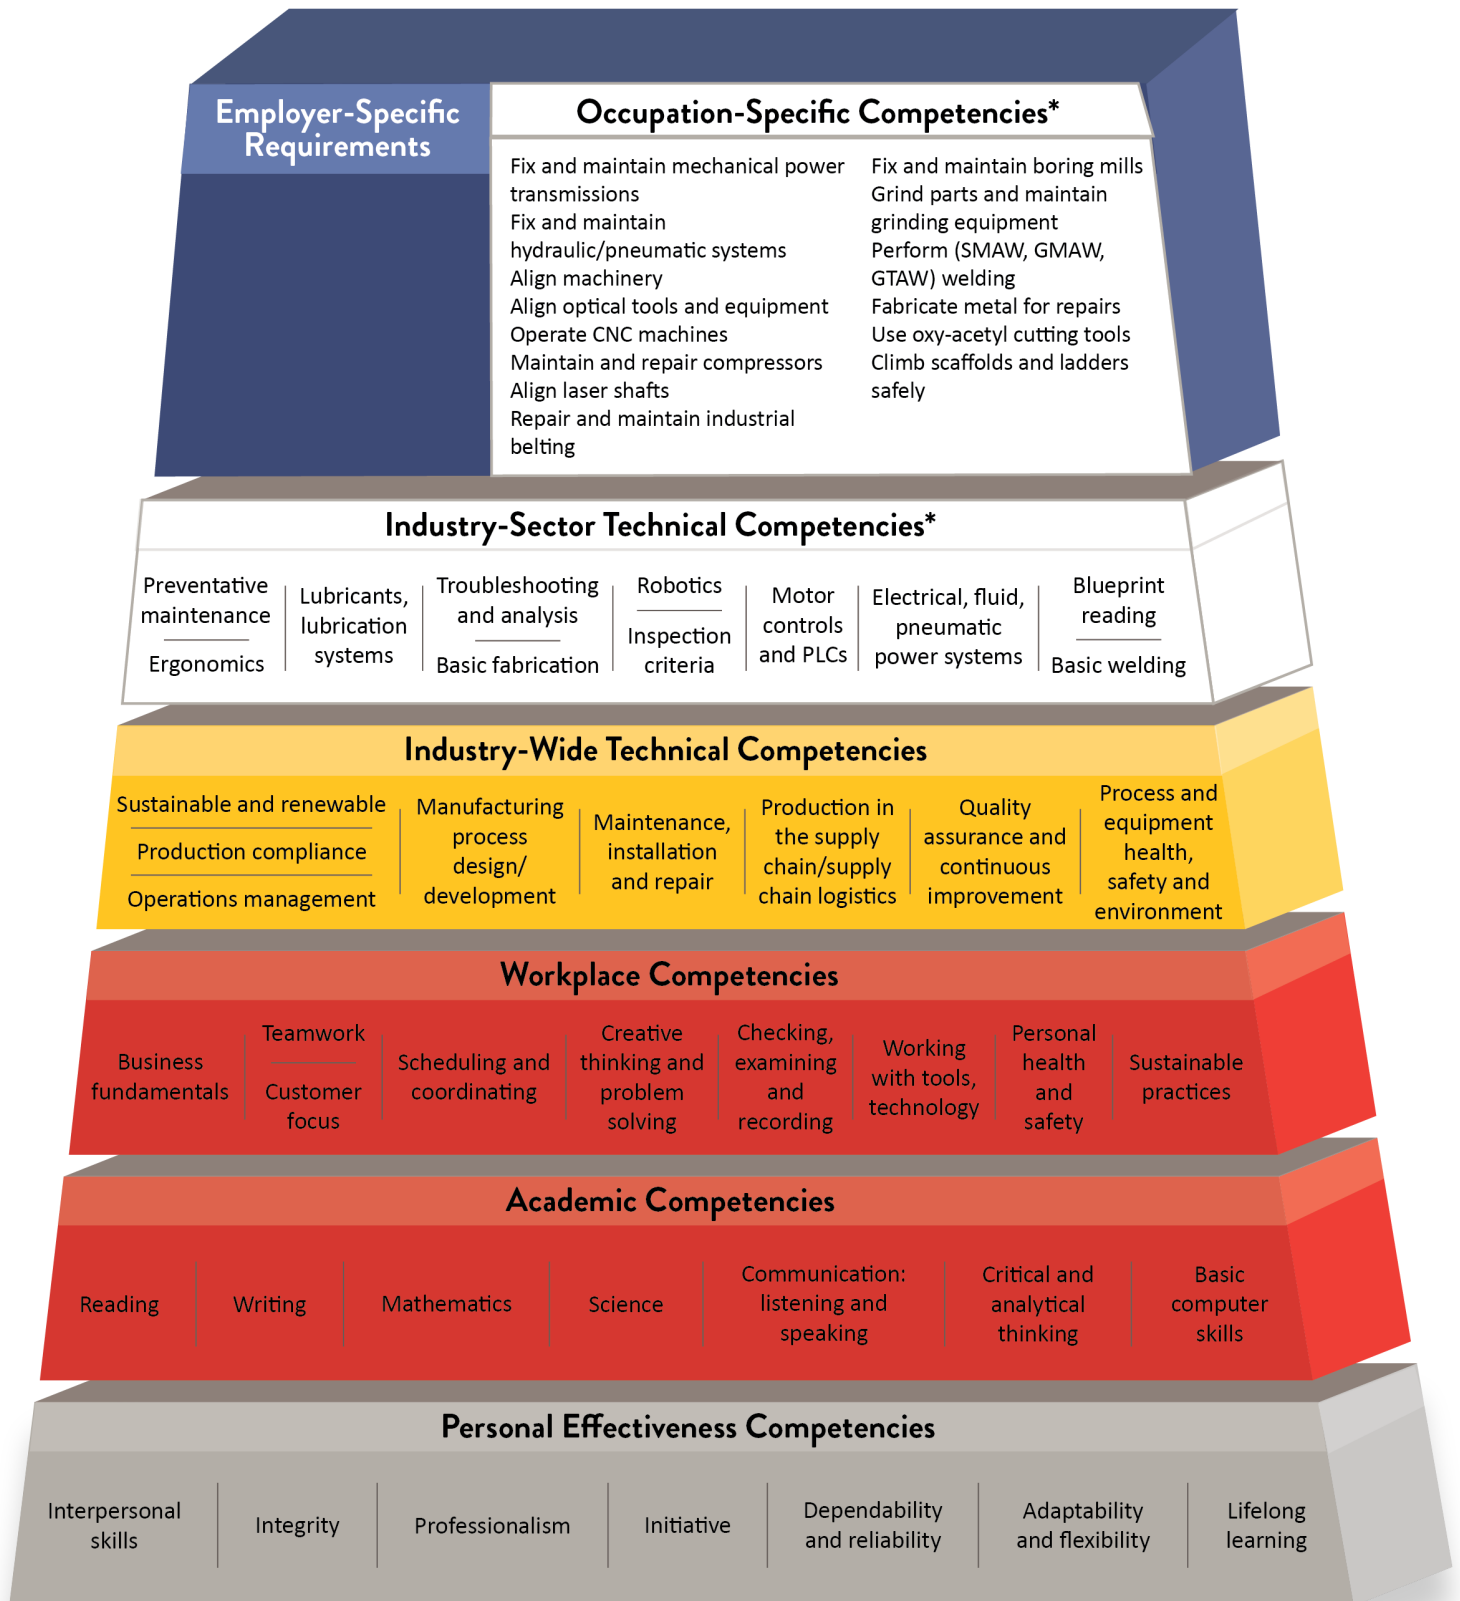 Employer-Specific
Requirements
Occupation-Specific Competencies*
Fix and maintain mechanical power
transmissions
Fix and maintain
hydraulic/pneumatic systems
Align machinery
Align optical tools and equipment
Operate CNC machines
Maintain and repair compressors
Align laser shafts
Repair and maintain industrial
belting
Fix and maintain boring mills
Grind parts and maintain
grinding equipment
Perform (SMAW, GMAW,
GTAW) welding
Fabricate metal for repairs
Use oxy-acetyl cutting tools
Climb scaffolds and ladders
safely
Industry-Sector Technical Competencies*
Preventative
maintenance
Ergonomics
Lubricants,
lubrication
systems
Troubleshooting
and analysis
Basic fabrication
Robotics
Inspection
criteria
Motor
controls
and PLCs
Electrical, fluid,
pneumatic
power systems
Blueprint
reading
Basic welding
Industry-Wide Technical Competencies
Sustainable and renewable
Production compliance
Operations management
Manufacturing
process
design/
development
Maintenance,
installation
and repair
Production in
the supply
chain/supply
chain logistics
Quality
assurance and
continuous
improvement
Process and
equipment
health,
safety and
environment
Workplace Competencies
Business
fundamentals
Teamwork
Customer
focus
Scheduling and
coordinating
Creative
thinking and
problem
solving
Checking,
examining
and
recording
Working
with tools,
technology
Personal
health
and
safety
Sustainable
practices
Academic Competencies
Reading
Writing
Mathematics
Science
Communication:
listening and
speaking
Critical and
analytical
thinking
Basic
computer
skills
Personal Effectiveness Competencies
Interpersonal
skills
Integrity
Professionalism
Initiative
Dependability
and reliability
Adaptability
and flexibility
Lifelong
learning